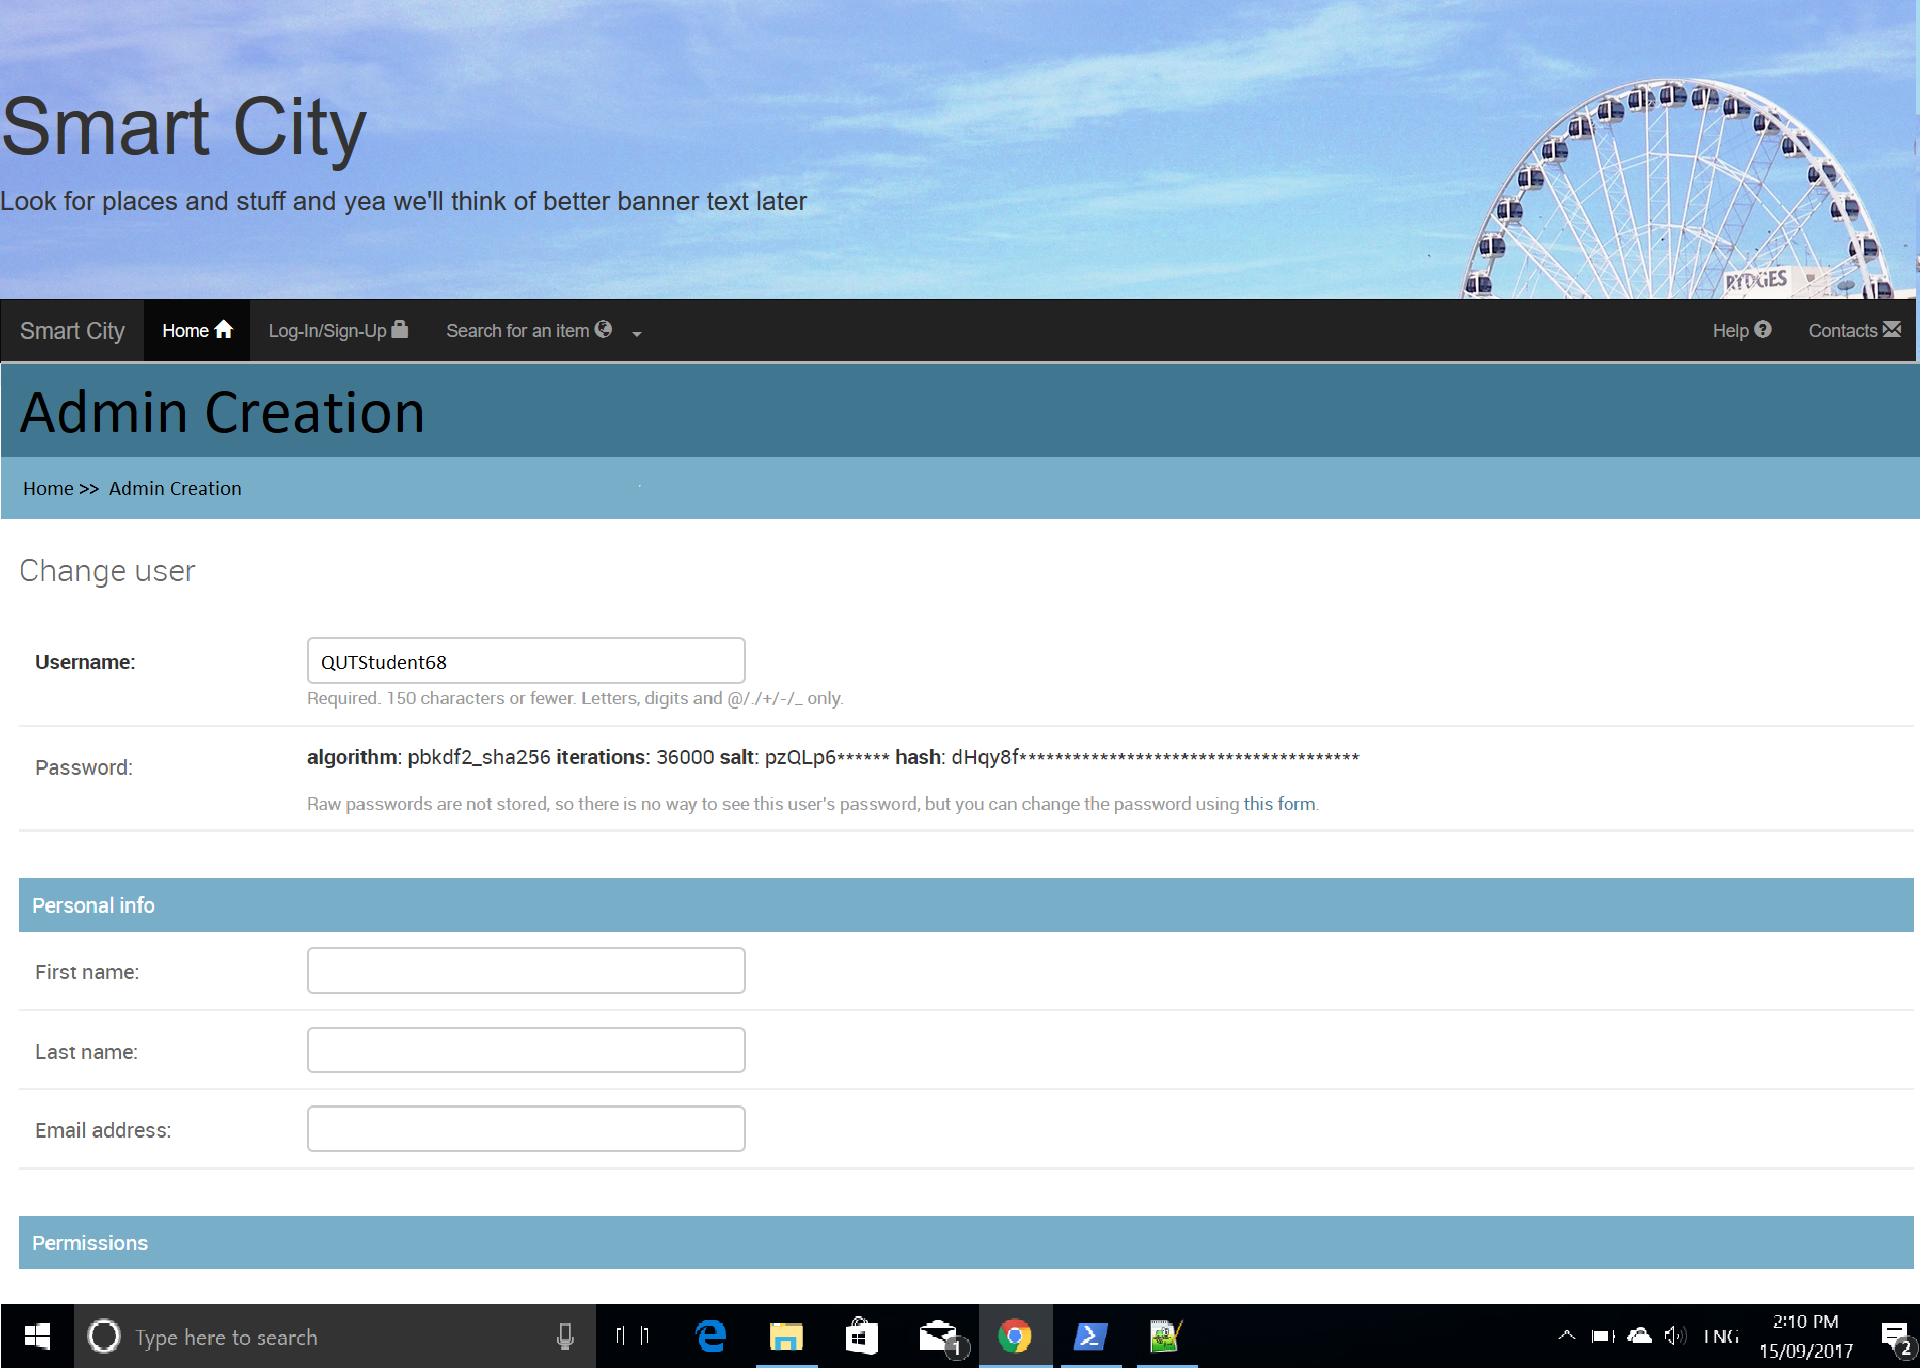 Smart City
Look for places and stuff and yea we'll think of better banner text later
RYDGES
Smart City Home Log-In/Sign-Up Search for an item Help Contacts
Admin Creation
Home >> Admin Creation
Change user
Username: QUTStudent68
Required. 150 characters or fewer. Letters, digits and @/./+/-/_ only.
Password: algorithm: pbkdf2_sha256 iterations: 36000 salt: pzQLp6****** hash: dHqy8f**************************************
Raw passwords are not stored, so there is no way to see this user's password, but you can change the password using this form.
Personal info
First name:
Last name:
Email address:
Permissions
Type here to search 1 2:10 PM
15/09/2017 2